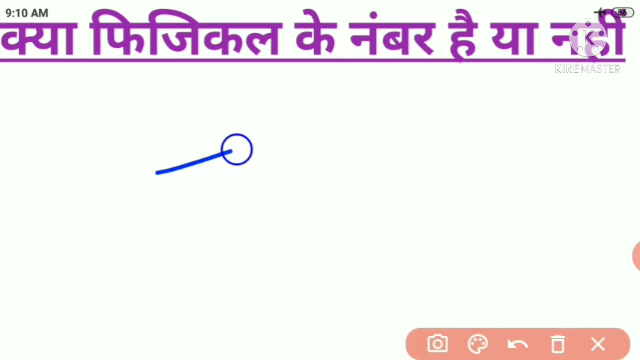 9:10 AM
क्या फिजिकल के नंबर है या नहीं
KINEMASTER